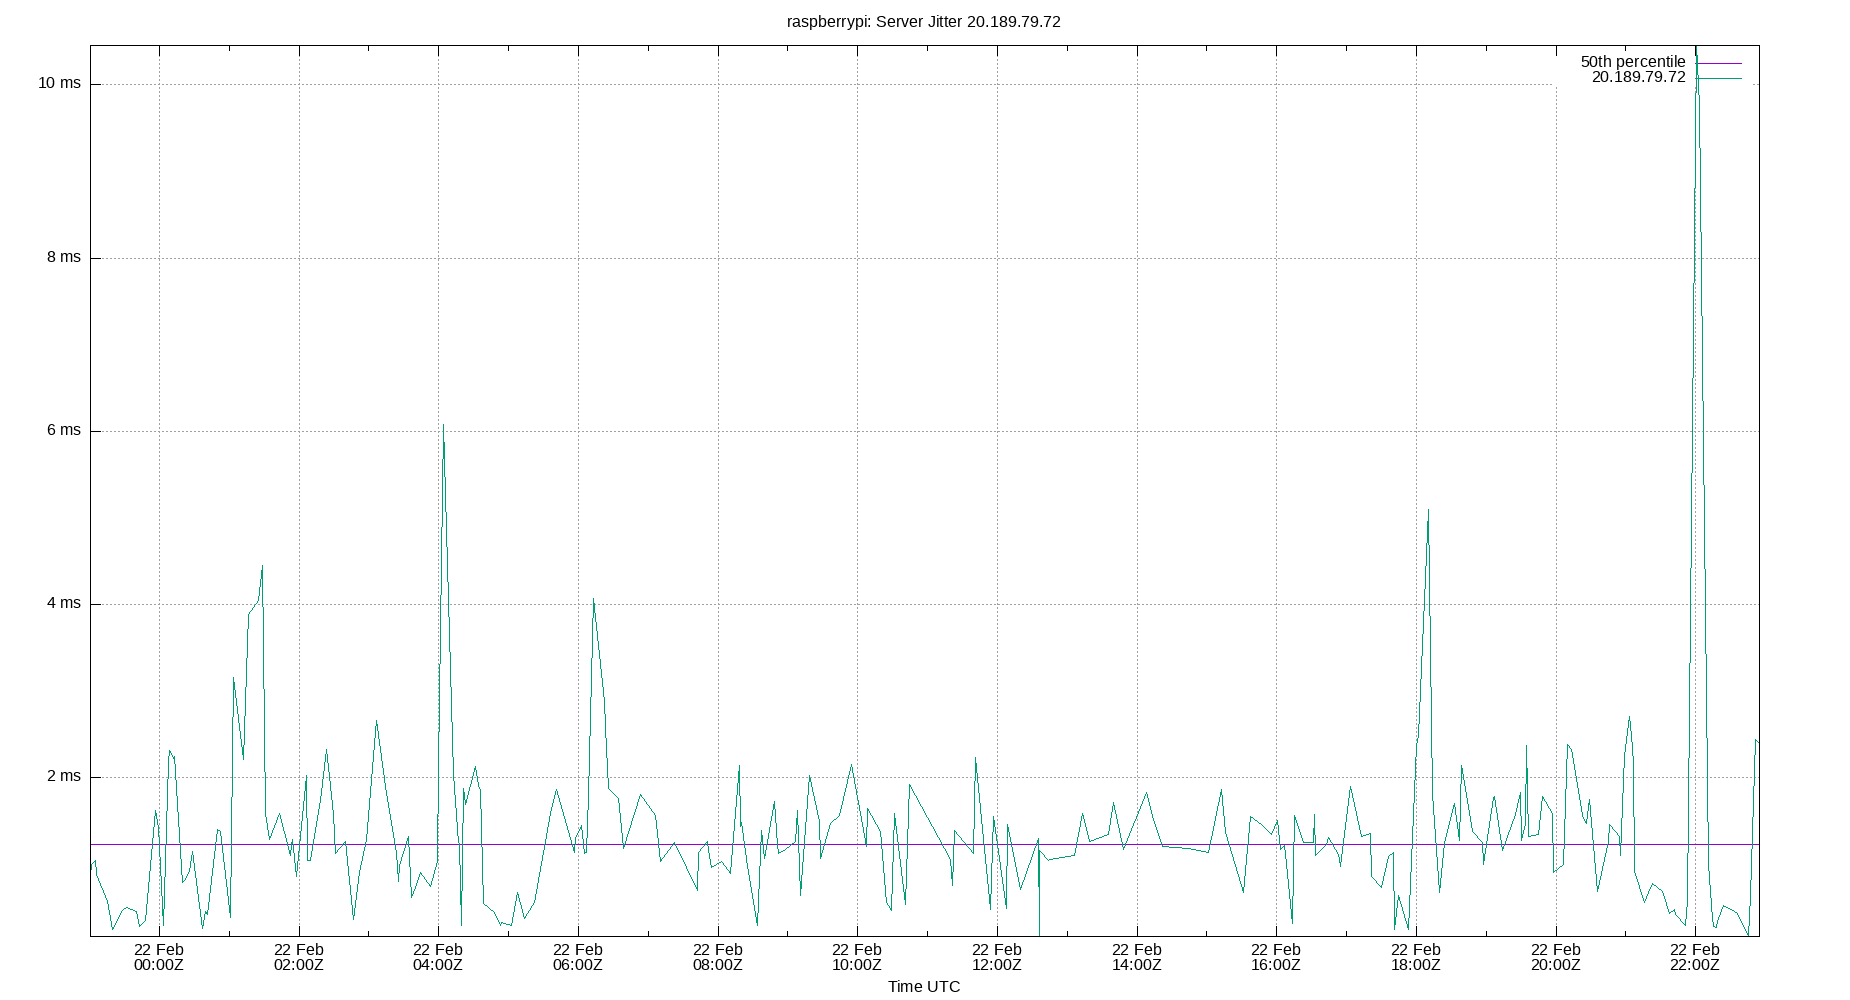 raspberrypi: Server Jitter 20.189.79.72
50th percentile
20.189.79.72
10 ms
8 ms
6 ms
4 ms
2 ms
22 Feb 22 Feb 22 Feb 22 Feb 22 Feb 22 Feb 22 Feb 22 Feb 22 Feb 22 Feb 22 Feb 22 Feb
00:00Z 02:00Z 04:00Z 06:00Z 08:00Z 10:00Z 12:00Z 14:00Z 16:00Z 18:00Z 20:00Z 22:00Z
Time UTC